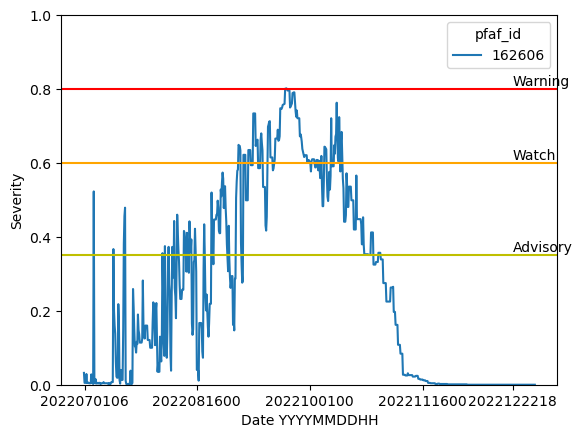 1.0
pfaf_id
162606
Warning
0.8
Watch
0.6
Severity
Advisory
0.4
0.2
0.0
2022070106 2022081600 2022100100 2022111600 2022122218
Date YYYYMMDDHH